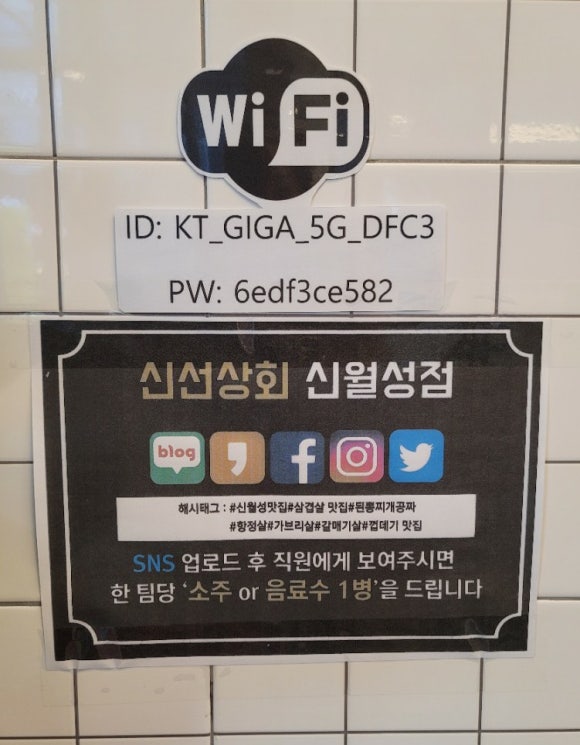 WiFi
ID: KT_GIGA_5G_DFC3
PW: 6edf3ce582
신선상회 신월성점
blog
해시태그 : #신월성맛집#삼겹살 맛집#된뽕찌개공짜
#항정살#가브리살#갈매기살#껍데기 맛집
SNS 업로드 후 직원에게 보여주시면
한 팀당 '소주 or 음료수 1병'을 드립니다